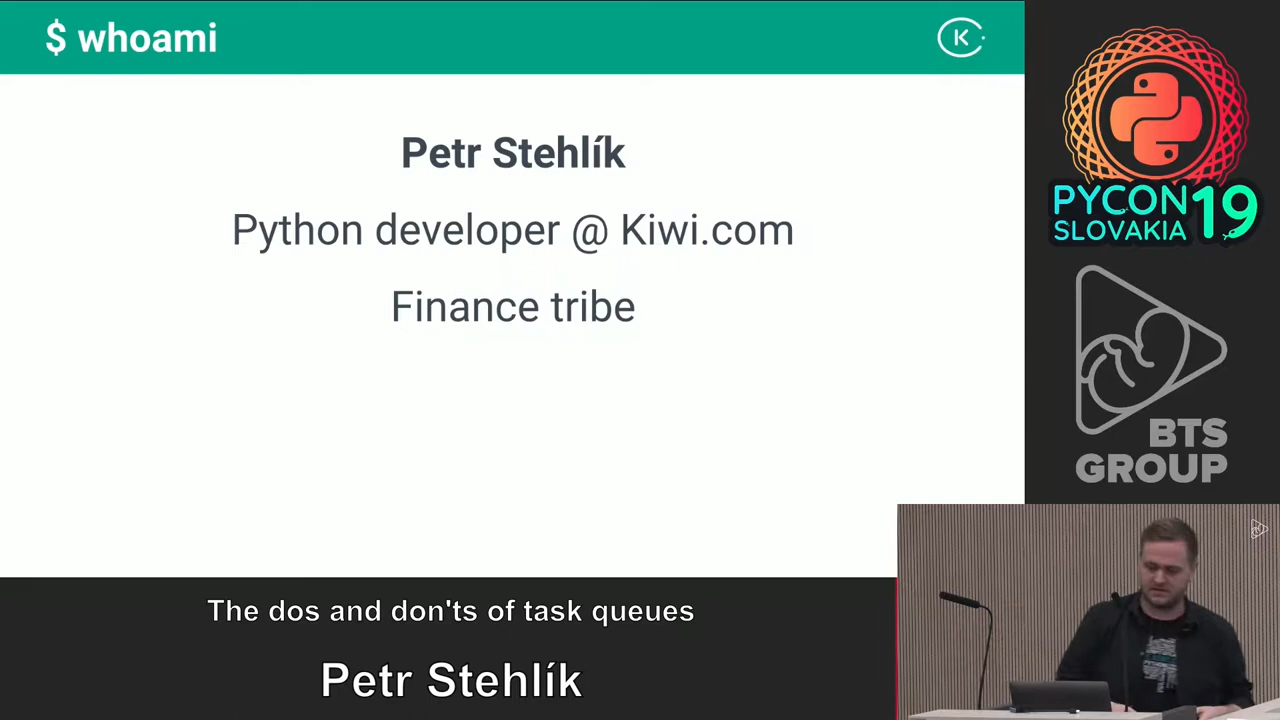 $ whoami
K
Petr Stehlík
Python developer @ Kiwi.com
Finance tribe
PYCON 19
SLOVAKIA
BTS
GROUP
The dos and don'ts of task queues
Petr Stehlík